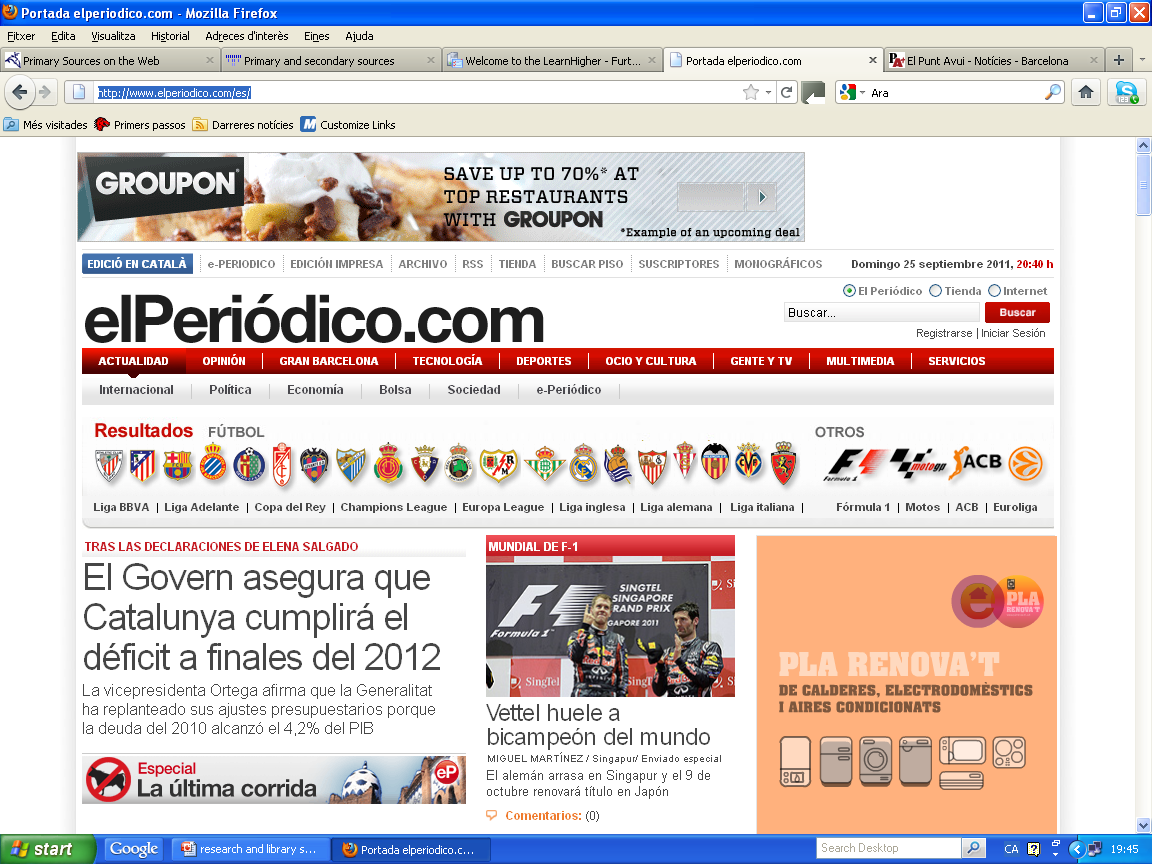 Portada elperiodico.com - Mozilla Firefox
Fitxer Edita Visualitza Historial Adreces d'interès Eines Ajuda
Primary Sources on the Web
Primary and secondary sources
Welcome to the LearnHigher - Furt...
Portada elperiodico.com
El Punt Avui - Notícies - Barcelona
http://www.elperiodico.com/es/
Ara
Més visitades Primers passos Darreres notícies Customize Links
GROUPON
SAVE UP TO 70%* AT
TOP RESTAURANTS
WITH GROUPON
*Example of an upcoming deal
EDICIÓ EN CATALÀ e-PERIODICO EDICIÓN IMPRESA ARCHIVO RSS TIENDA BUSCAR PISO SUSCRIPTORES MONOGRÁFICOS
Domingo 25 septiembre 2011, 20:40 h
elPeriódico.com
El Periódico Tienda Internet
Buscar... Buscar
Registrarse | Iniciar Sesión
ACTUALIDAD OPINIÓN GRAN BARCELONA TECNOLOGÍA DEPORTES OCIO Y CULTURA GENTE Y TV MULTIMEDIA SERVICIOS
Internacional Política Economía Bolsa Sociedad e-Periódico
Resultados FÚTBOL
OTROS
F1 Formula 1 motoGP ACB
Liga BBVA | Liga Adelante | Copa del Rey | Champions League | Europa League | Liga inglesa | Liga alemana | Liga italiana |
Fórmula 1 | Motos | ACB | Euroliga
TRAS LAS DECLARACIONES DE ELENA SALGADO
El Govern asegura que
Catalunya cumplirá el
déficit a finales del 2012
La vicepresidenta Ortega afirma que la Generalitat
ha replanteado sus ajustes presupuestarios porque
la deuda del 2010 alcanzó el 4,2% del PIB
Especial
La última corrida
eP
MUNDIAL DE F-1
F1
Formula 1
SINGTEL
SINGAPORE
GRAND PRIX
GAPORE 2011
SingTel
Vettel huele a
bicampeón del mundo
MIGUEL MARTÍNEZ / Singapur/ Enviado especial
El alemán arrasa en Singapur y el 9 de
octubre renovará título en Japón
Comentarios: (0)
e
PLA
RENOVA'T
PLA RENOVA'T
DE CALDERES, ELECTRODOMÈSTICS
I AIRES CONDICIONATS
start
Google
research and library s...
Portada elperiodico.c...
Search Desktop
CA
19:45